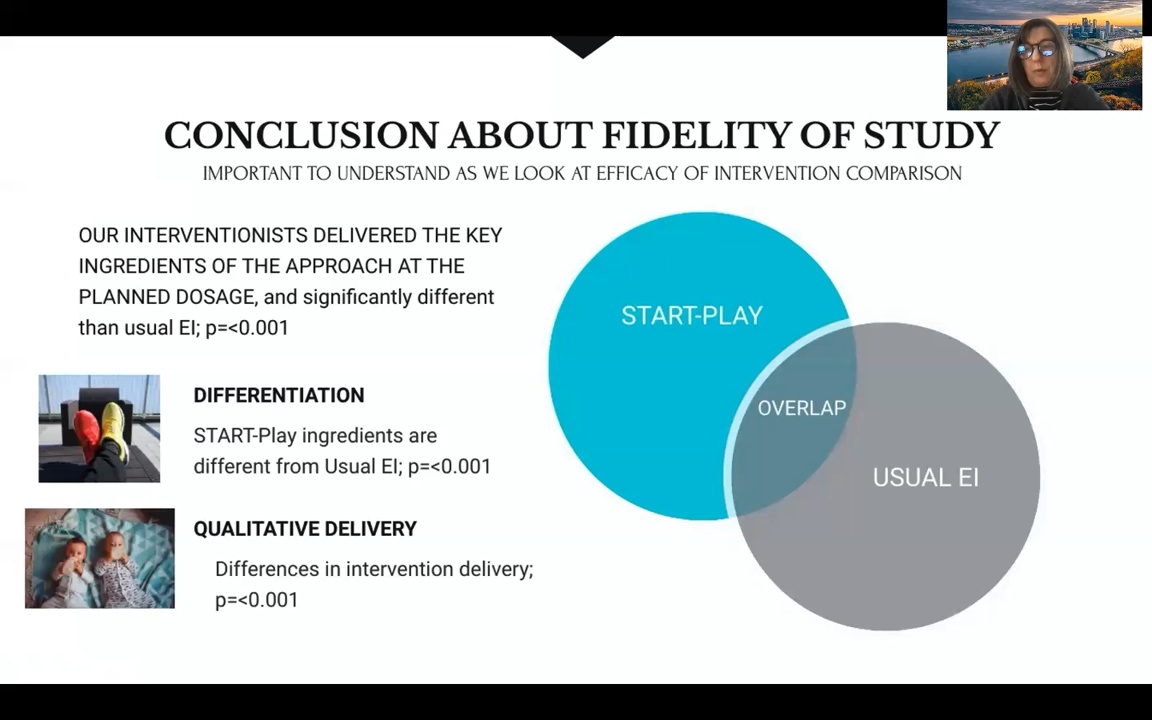 CONCLUSION ABOUT FIDELITY OF STUDY
IMPORTANT TO UNDERSTAND AS WE LOOK AT EFFICACY OF INTERVENTION COMPARISON
OUR INTERVENTIONISTS DELIVERED THE KEY
INGREDIENTS OF THE APPROACH AT THE
PLANNED DOSAGE, and significantly different
than usual EI; p=<0.001
DIFFERENTIATION
START-Play ingredients are
different from Usual EI; p=<0.001
QUALITATIVE DELIVERY
Differences in intervention delivery;
p=<0.001
START-PLAY
OVERLAP
USUAL EI